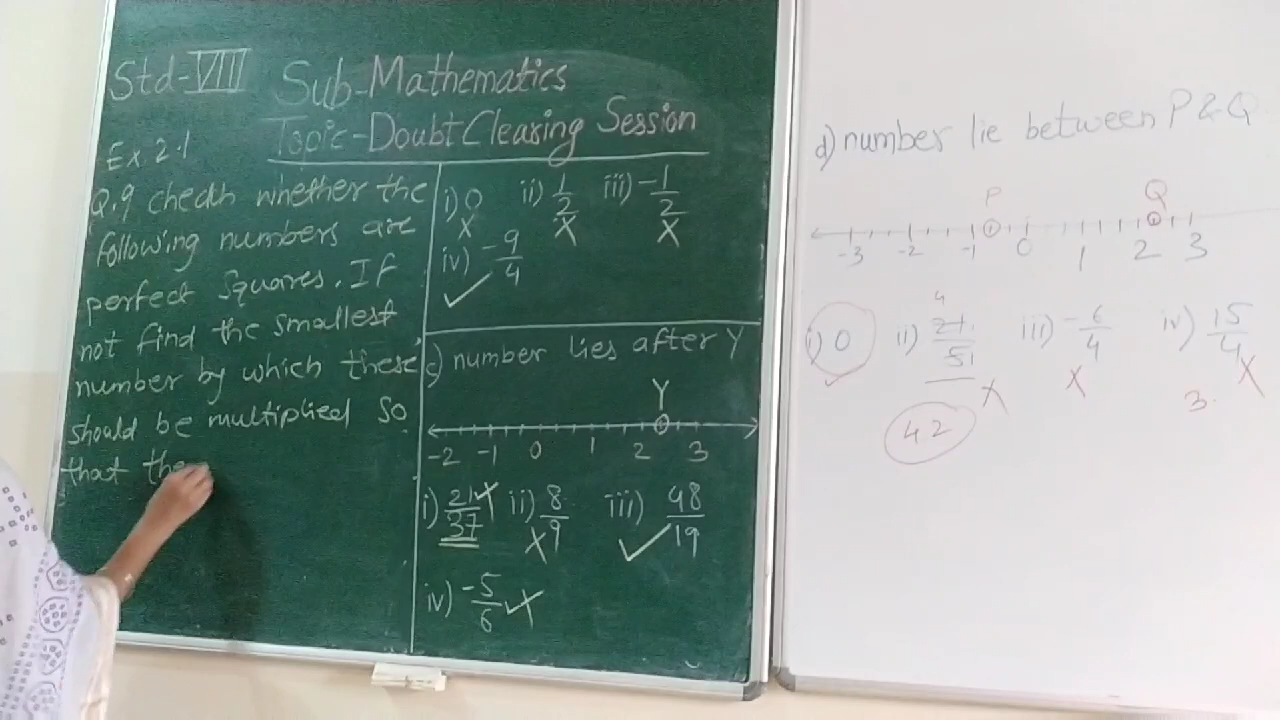 Std-VIII Sub-Mathematics
Topic-Doubt Clearing Session
Ex 2.1
Q.9 check whether the
following numbers are
perfect squares. If
not find the smallest
number by which these
should be multiplied so
that the
i) 0 ii) 1/2 iii) -1/2
X X X
iv) -9/4
✓
c) number lies after Y
Y
-2 -1 0 1 2 3
i) 21/37 X ii) 8/9 X iii) 48/19 ✓
iv) -5/6 X
d) number lie between P & Q
P Q
-3 -2 -1 0 1 2 3
i) 0 ii) 21/51 iii) -6/4 iv) 15/4
4
✓ X X X
42
3.